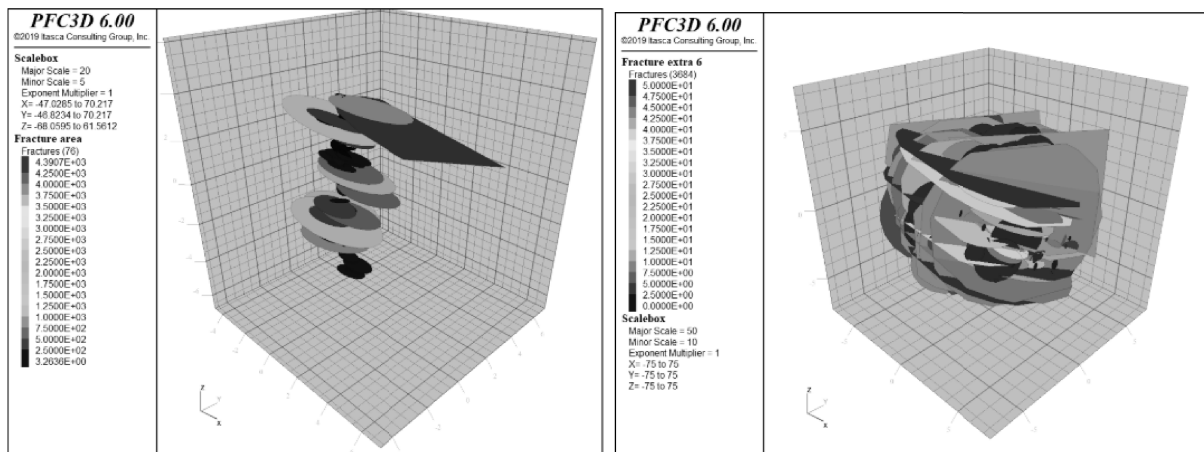 PFC3D 6.00
©2019 Itasca Consulting Group, Inc.
Scalebox
Major Scale = 20
Minor Scale = 5
Exponent Multiplier = 1
X= -47.0285 to 70.217
Y= -46.8234 to 70.217
Z= -68.0595 to 61.5612
Fracture area
Fractures (76)
4.3907E+03
4.2500E+03
4.0000E+03
3.7500E+03
3.5000E+03
3.2500E+03
3.0000E+03
2.7500E+03
2.5000E+03
2.2500E+03
2.0000E+03
1.7500E+03
1.5000E+03
1.2500E+03
1.0000E+03
7.5000E+02
5.0000E+02
2.5000E+02
3.2636E+00
Z
Y
X
PFC3D 6.00
©2019 Itasca Consulting Group, Inc.
Fracture extra 6
Fractures (3684)
5.0000E+01
4.7500E+01
4.5000E+01
4.2500E+01
4.0000E+01
3.7500E+01
3.5000E+01
3.2500E+01
3.0000E+01
2.7500E+01
2.5000E+01
2.2500E+01
2.0000E+01
1.7500E+01
1.5000E+01
1.2500E+01
1.0000E+01
7.5000E+00
5.0000E+00
2.5000E+00
0.0000E+00
Scalebox
Major Scale = 50
Minor Scale = 10
Exponent Multiplier = 1
X= -75 to 75
Y= -75 to 75
Z= -75 to 75
Z
Y
X